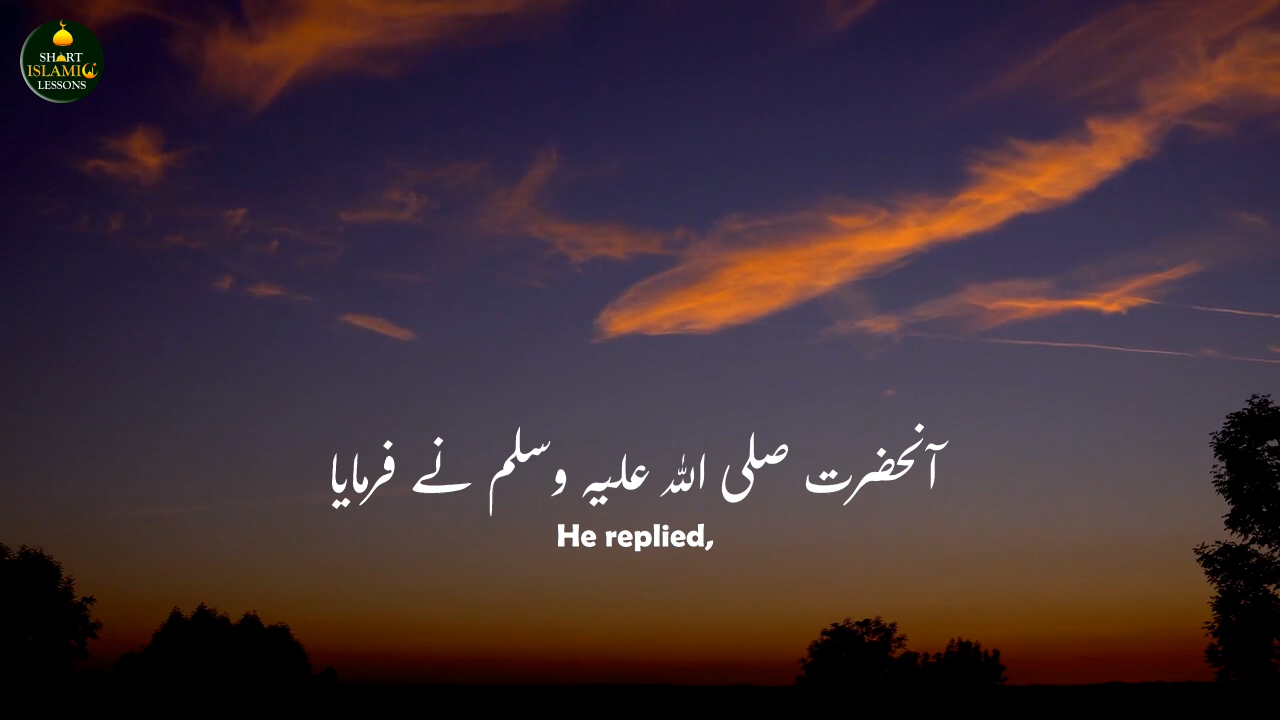 SHORT
ISLAMIC
LESSONS
آنحضرت صلی اللہ علیہ وسلم نے فرمایا
He replied,